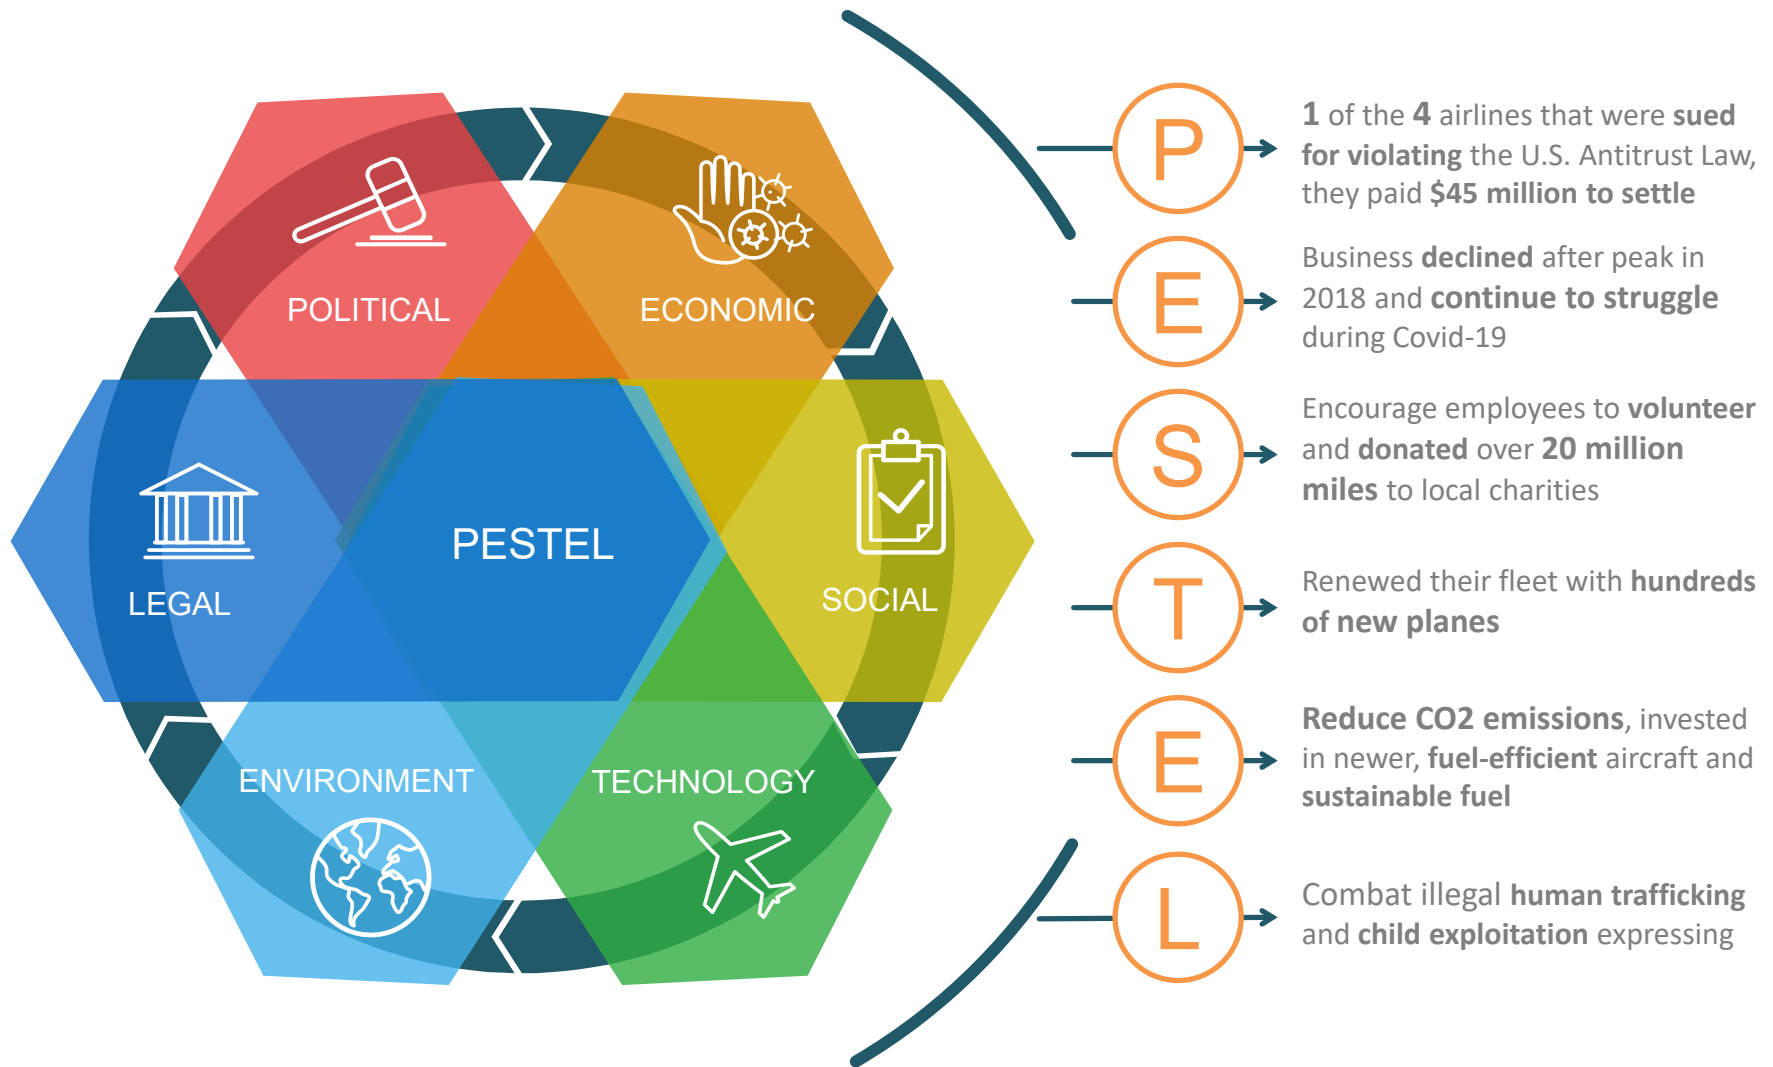 POLITICAL
ECONOMIC
LEGAL
PESTEL
SOCIAL
ENVIRONMENT
TECHNOLOGY
P
1 of the 4 airlines that were sued
for violating the U.S. Antitrust Law,
they paid $45 million to settle
E
Business declined after peak in
2018 and continue to struggle
during Covid-19
S
Encourage employees to volunteer
and donated over 20 million
miles to local charities
T
Renewed their fleet with hundreds
of new planes
E
Reduce CO2 emissions, invested
in newer, fuel-efficient aircraft and
sustainable fuel
L
Combat illegal human trafficking
and child exploitation expressing